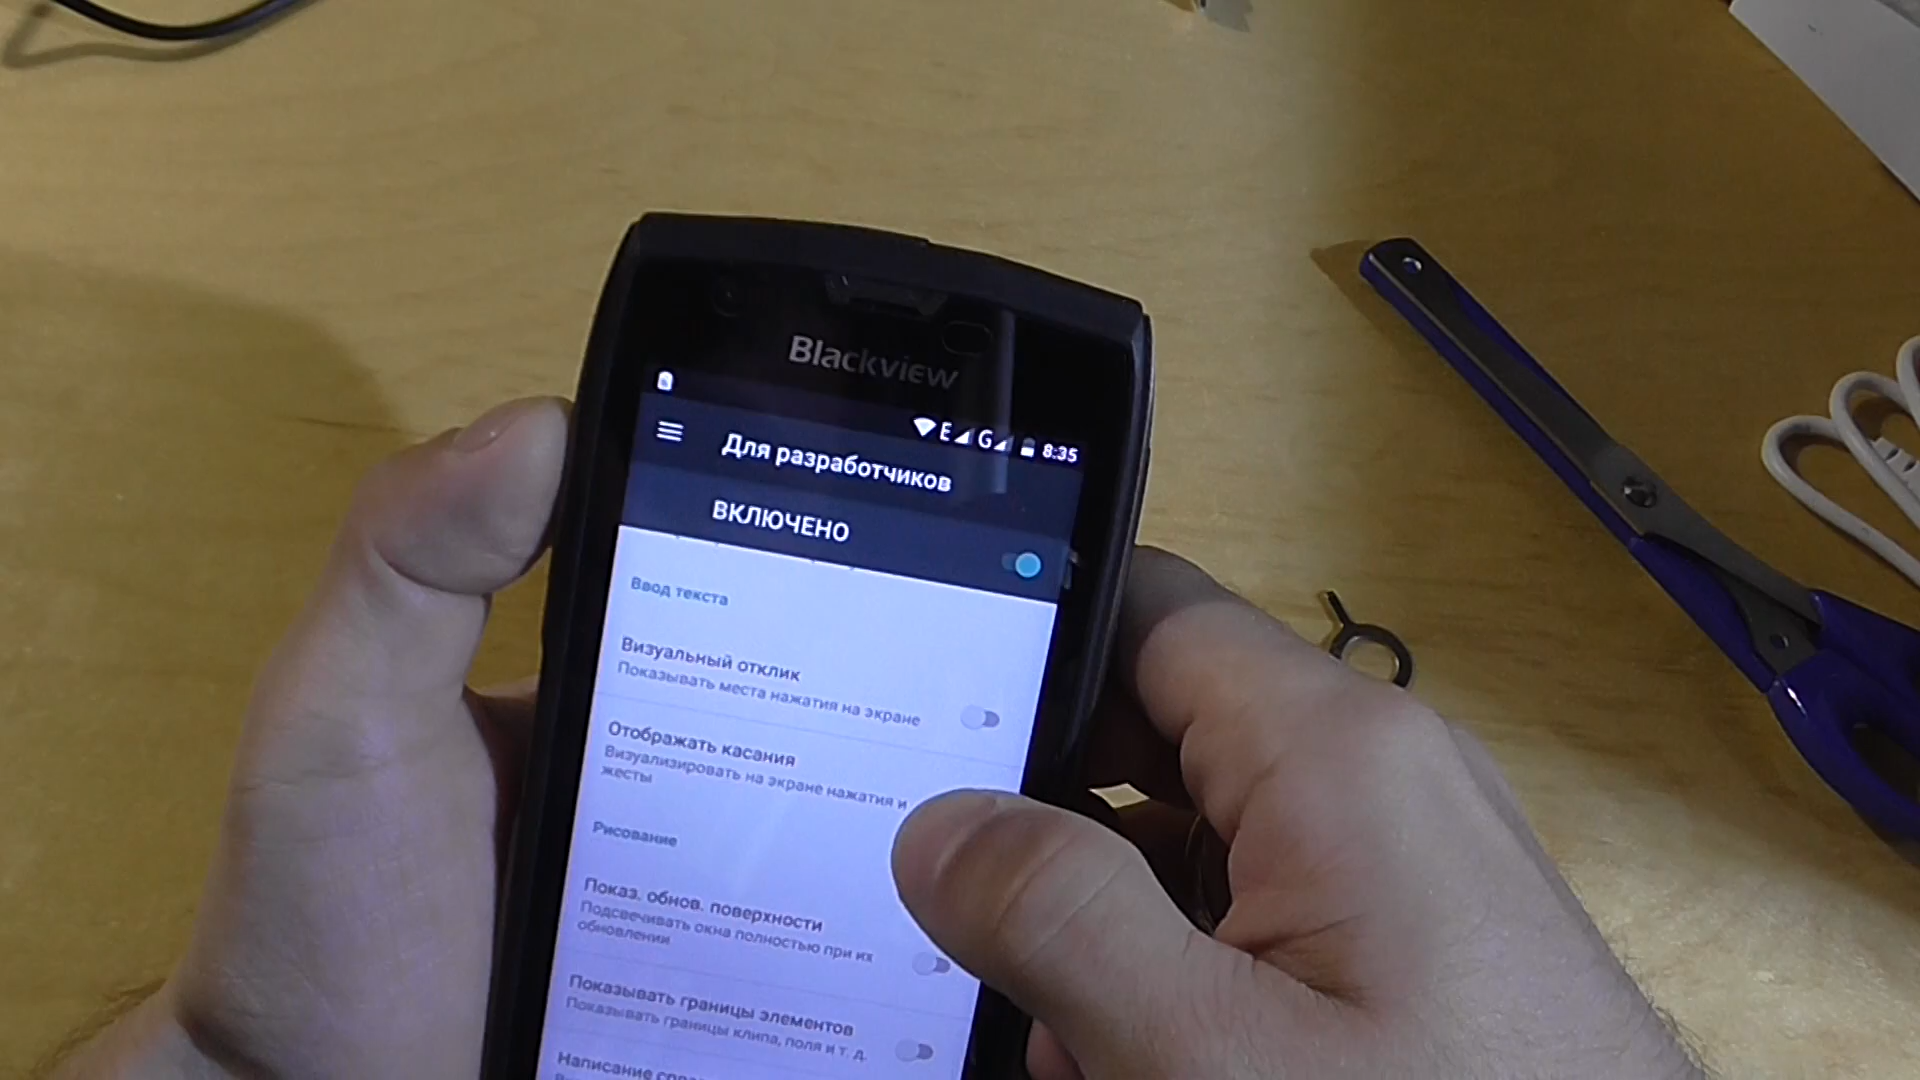 Blackview
E G 8:35
Для разработчиков
ВКЛЮЧЕНО
Ввод текста
Визуальный отклик
Показывать места нажатия на экране
Отображать касания
Визуализировать на экране нажатия и
жесты
Рисование
Показ. обнов. поверхности
Подсвечивать окна полностью при их
обновлении
Показывать границы элементов
Показывать границы клипа, поля и т. д.
Написание